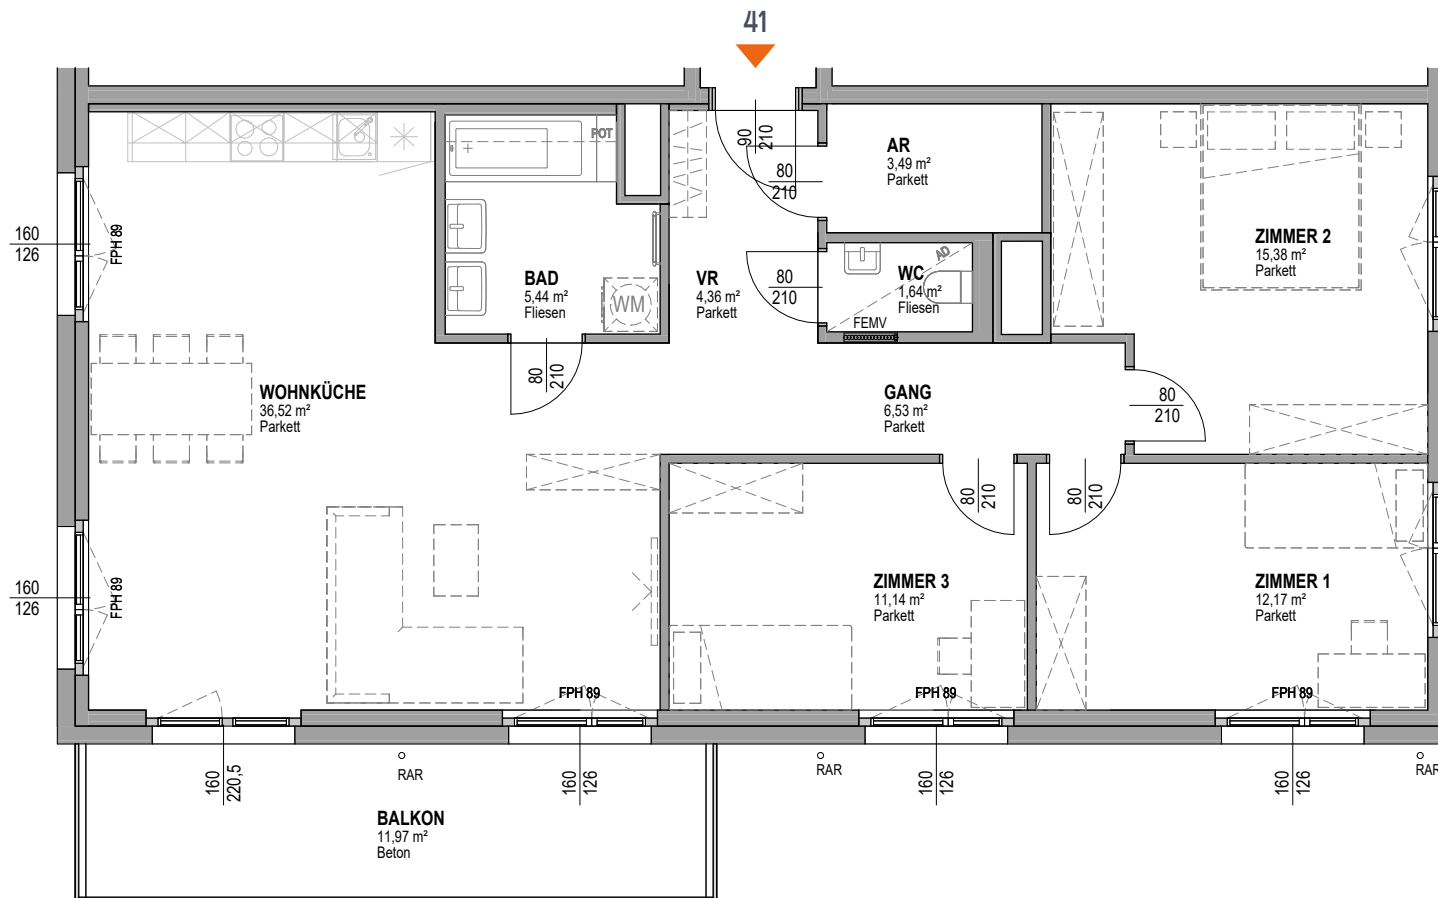 41
90
210
80
210
POT
AR
3,49 m²
Parkett
ZIMMER 2
15,38 m²
Parkett
160
126
FPH 89
BAD
5,44 m²
Fliesen
WM
VR
4,36 m²
Parkett
80
210
AD
WC
1,64 m²
Fliesen
FEMV
80
210
WOHNKÜCHE
36,52 m²
Parkett
GANG
6,53 m²
Parkett
80
210
80
210
80
210
160
126
FPH 89
ZIMMER 3
11,14 m²
Parkett
ZIMMER 1
12,17 m²
Parkett
FPH 89
FPH 89
FPH 89
160
220,5
RAR
160
126
RAR
160
126
160
126
RAR
BALKON
11,97 m²
Beton